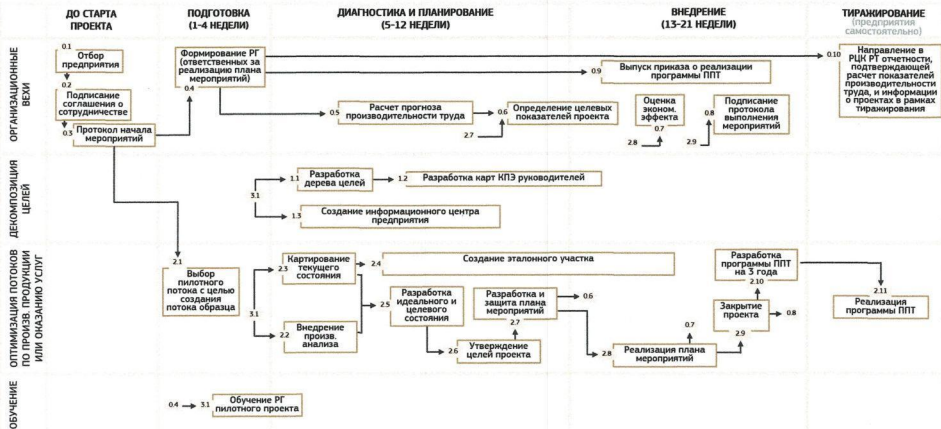 ДО СТАРТА
ПРОЕКТА
ПОДГОТОВКА
(1-4 НЕДЕЛИ)
ДИАГНОСТИКА И ПЛАНИРОВАНИЕ
(5-12 НЕДЕЛИ)
ВНЕДРЕНИЕ
(13-21 НЕДЕЛИ)
ТИРАЖИРОВАНИЕ
(предприятия
самостоятельно)
ОРГАНИЗАЦИОННЫЕ
ВЕХИ
0.1
Отбор
предприятия
0.2
Подписание
соглашения о
сотрудничестве
0.3
Протокол начала
мероприятий
Формирование РГ
(ответственных за
реализацию плана
мероприятий)
0.4
0.5
Расчет прогноза
производительности труда
0.6
Определение целевых
показателей проекта
2.7
0.9
Выпуск приказа о реализации
программы ППТ
Оценка
эконом.
эффекта
0.7
2.8
Подписание
протокола
выполнения
мероприятий
0.8
2.9
0.10
Направление в
РЦК РТ отчетности,
подтверждающей
расчет показателей
производительности
труда, и информации
о проектах в рамках
тиражирования
ДЕКОМПОЗИЦИЯ
ЦЕЛЕЙ
3.1
1.1
Разработка
дерева целей
1.2
Разработка карт КПЭ руководителей
1.3
Создание информационного центра
предприятия
ОПТИМИЗАЦИЯ ПОТОКОВ
ПО ПРОИЗВ. ПРОДУКЦИИ
ИЛИ ОКАЗАНИЮ УСЛУГ
2.1
Выбор
пилотного
потока с целью
создания
потока образца
3.1
2.3
Картирование
текущего
состояния
2.4
Создание эталонного участка
2.2
Внедрение
произв.
анализа
2.5
Разработка
идеального и
целевого
состояния
2.6
Утверждение
целей проекта
2.7
Разработка и
защита плана
мероприятий
0.6
2.8
Реализация плана
мероприятий
0.7
2.9
Закрытие
проекта
0.8
2.10
Разработка
программы ППТ
на 3 года
2.11
Реализация
программы ППТ
ОБУЧЕНИЕ
0.4
3.1
Обучение РГ
пилотного проекта